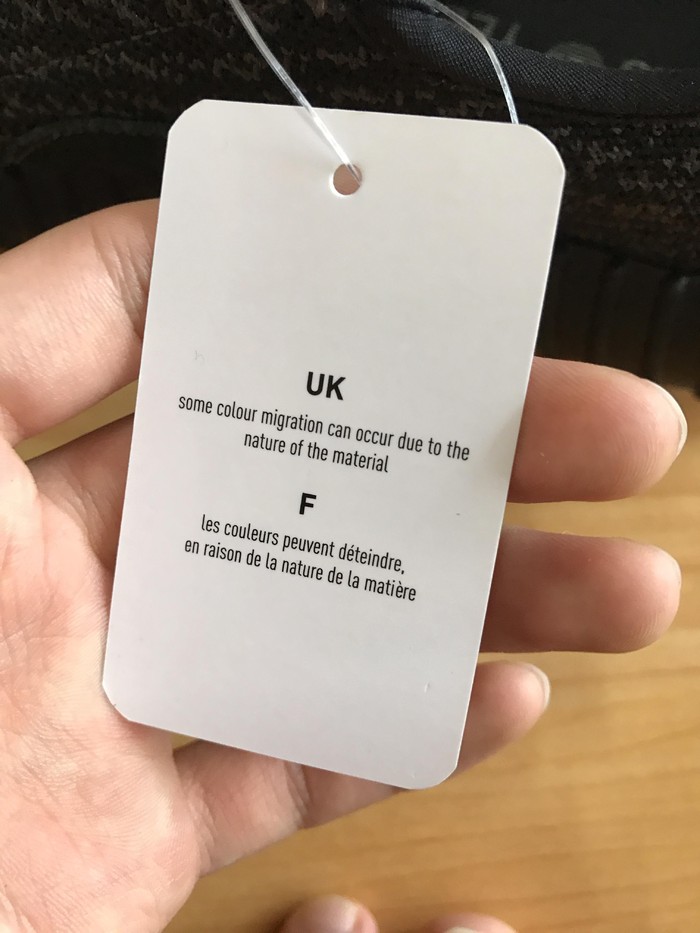 UK
some colour migration can occur due to the
nature of the material
F
les couleurs peuvent déteindre,
en raison de la nature de la matière